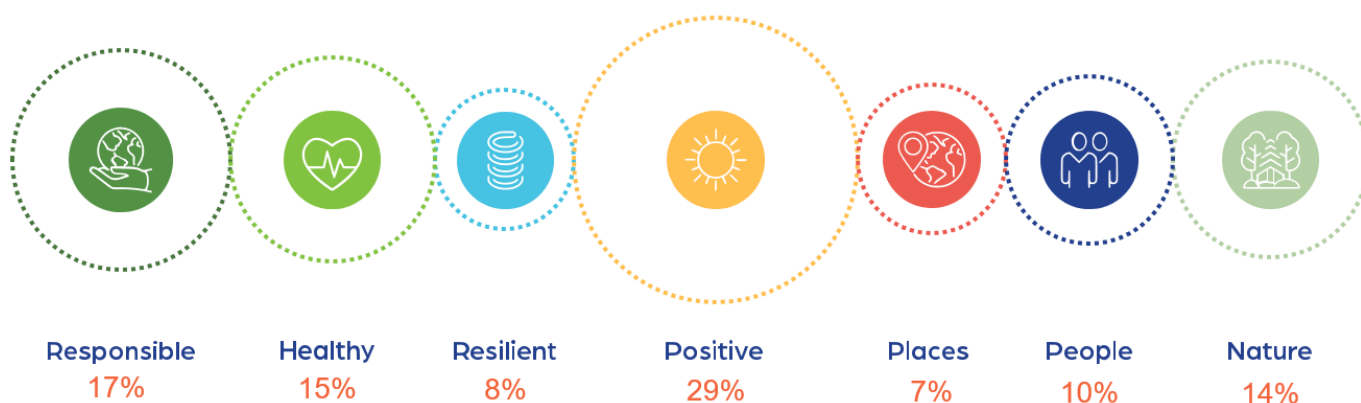 Responsible Healthy Resilient Positive Places People Nature
17% 15% 8% 29% 7% 10% 14%